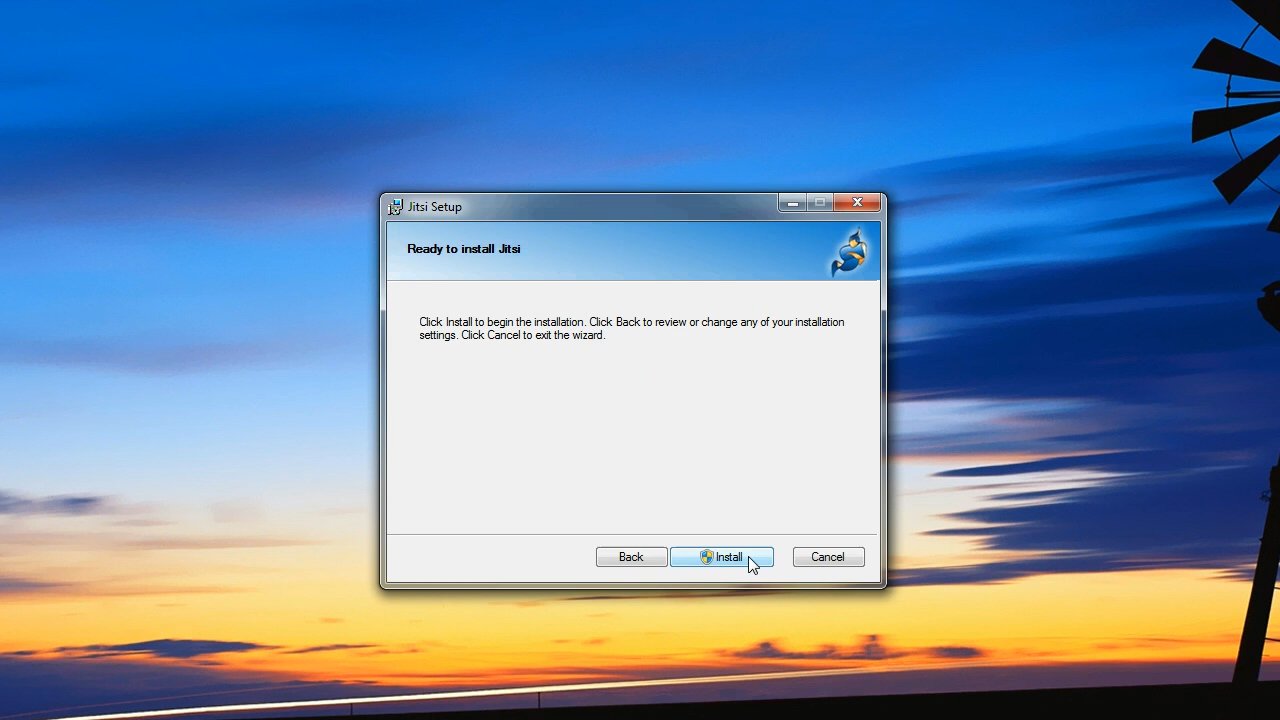 Jitsi Setup
Ready to install Jitsi
Click Install to begin the installation. Click Back to review or change any of your installation
settings. Click Cancel to exit the wizard.
Back
Install
Cancel